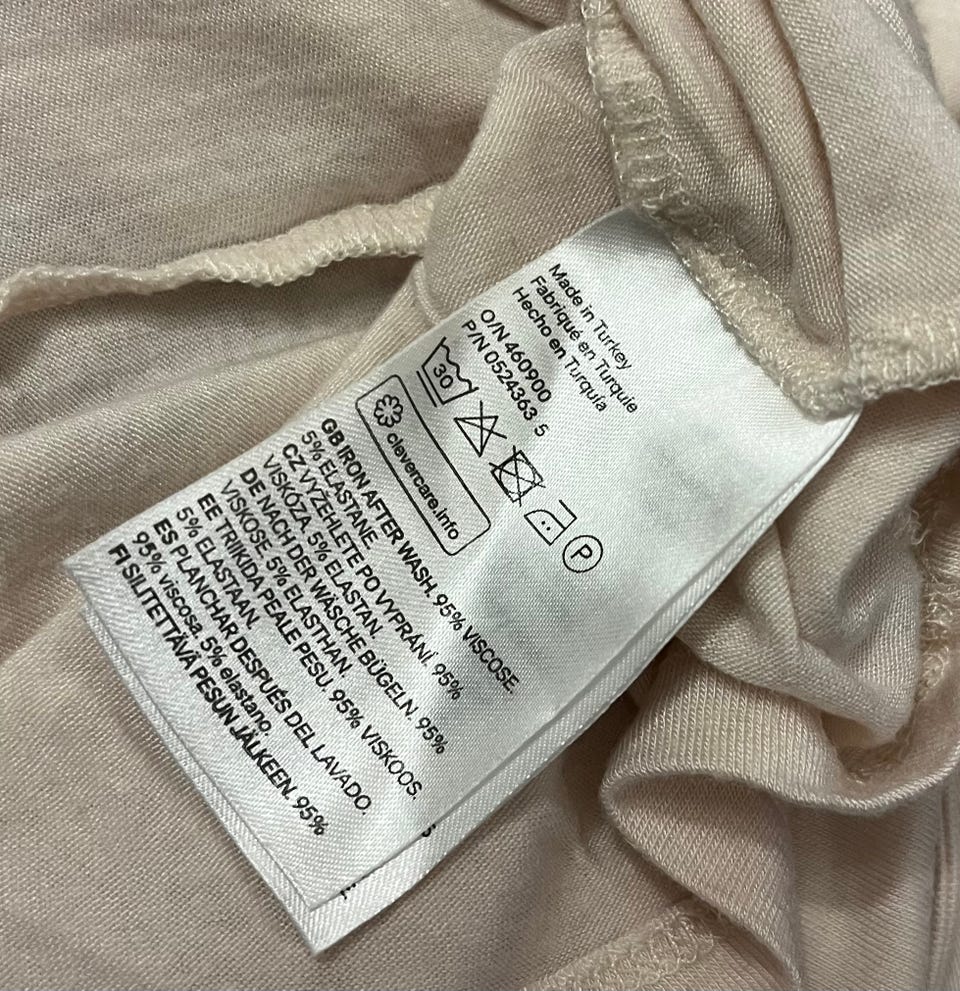 Made in Turkey
Fabriqué en Turquie
Hecho en Turquía
O/N 460900
P/N 0524363 5
30
P
clevercare.info
GB IRON AFTER WASH. 95% VISCOSE
5% ELASTANE
CZ VYŽEHLETE PO VYPRÁNÍ. 95%
VISKÓZA. 5% ELASTAN.
DE NACH DER WÄSCHE BÜGELN. 95%
VISKOSE. 5% ELASTHAN.
EE TRIIKIDA PEALE PESU. 95% VISKOOS.
5% ELASTAAN.
ES PLANCHAR DESPUÉS DEL LAVADO.
95% viscosa. 5% elastano.
FI SILITETTÄVÄ PESUN JÄLKEEN. 95%